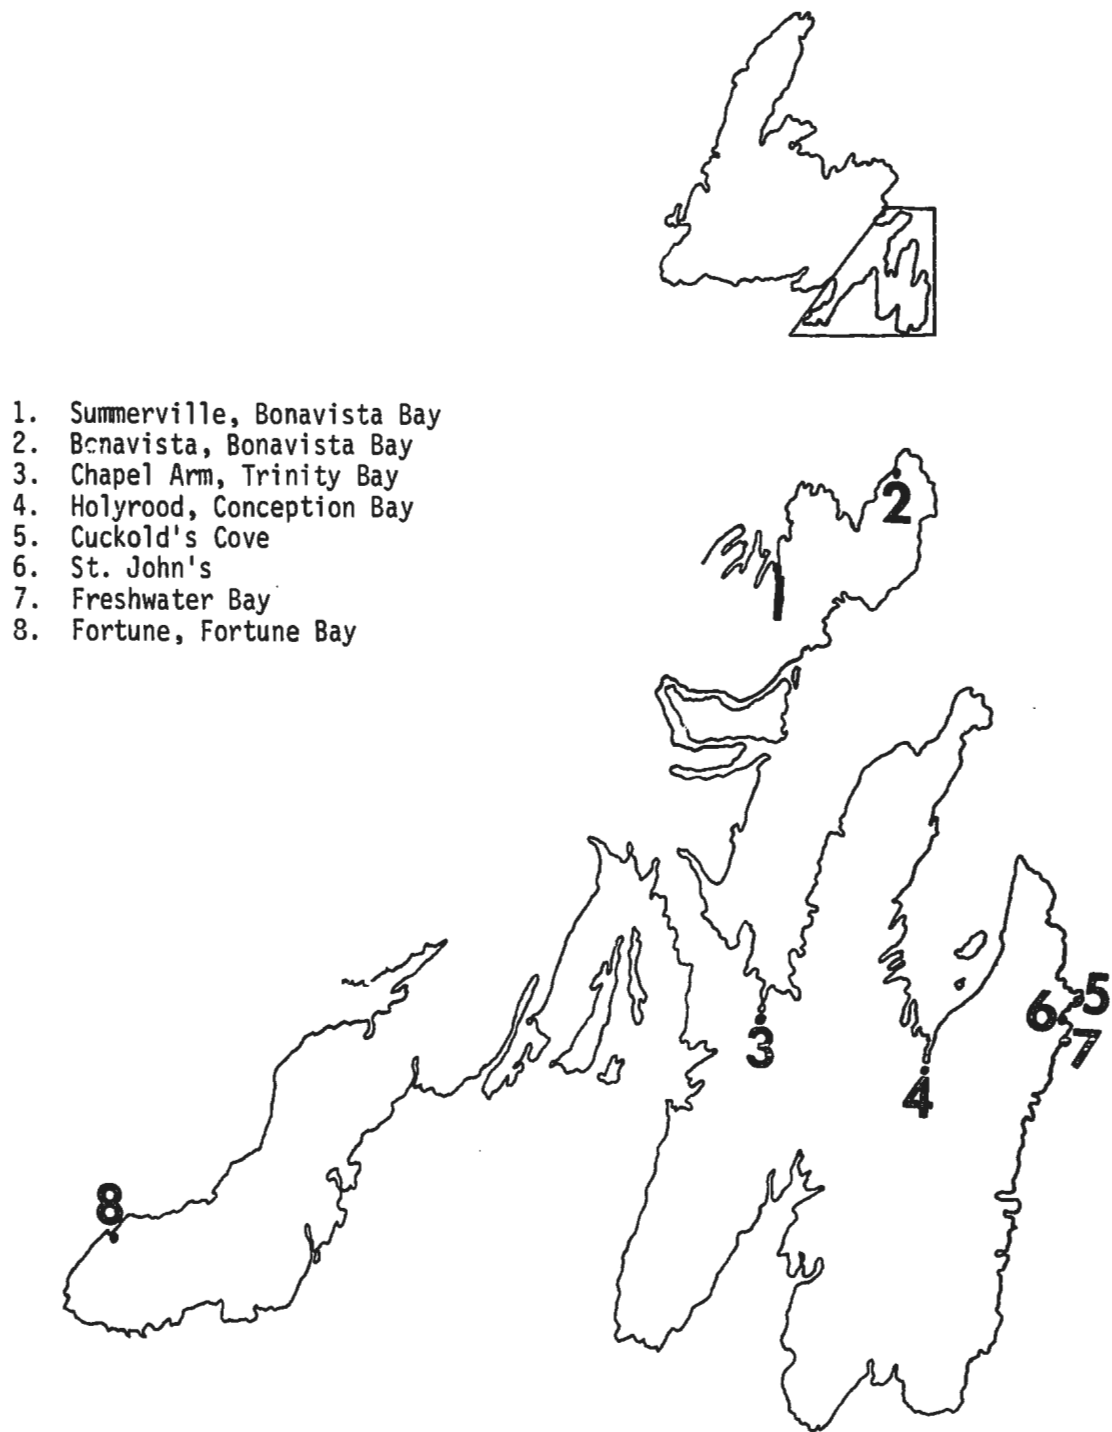 1. Summerville, Bonavista Bay
2. Bonavista, Bonavista Bay
3. Chapel Arm, Trinity Bay
4. Holyrood, Conception Bay
5. Cuckold's Cove
6. St. John's
7. Freshwater Bay
8. Fortune, Fortune Bay
2
1
5
6
3
7
4
8